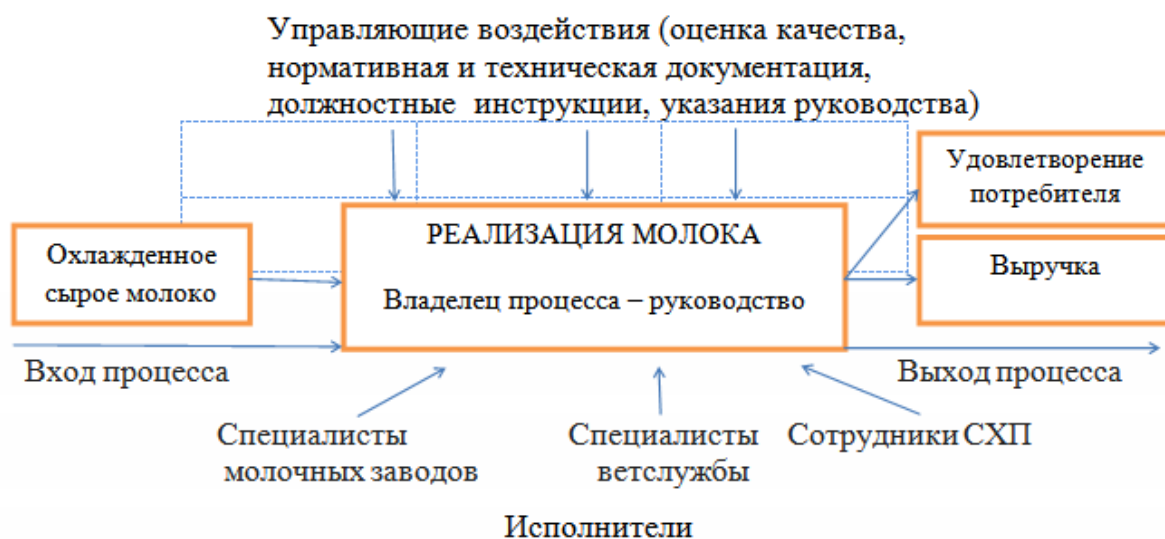 Управляющие воздействия (оценка качества,
нормативная и техническая документация,
должностные инструкции, указания руководства)
Удовлетворение
потребителя
РЕАЛИЗАЦИЯ МОЛОКА
Владелец процесса – руководство
Охлажденное
сырое молоко
Выручка
Вход процесса
Выход процесса
Специалисты
молочных заводов
Специалисты
ветслужбы
Сотрудники СХП
Исполнители